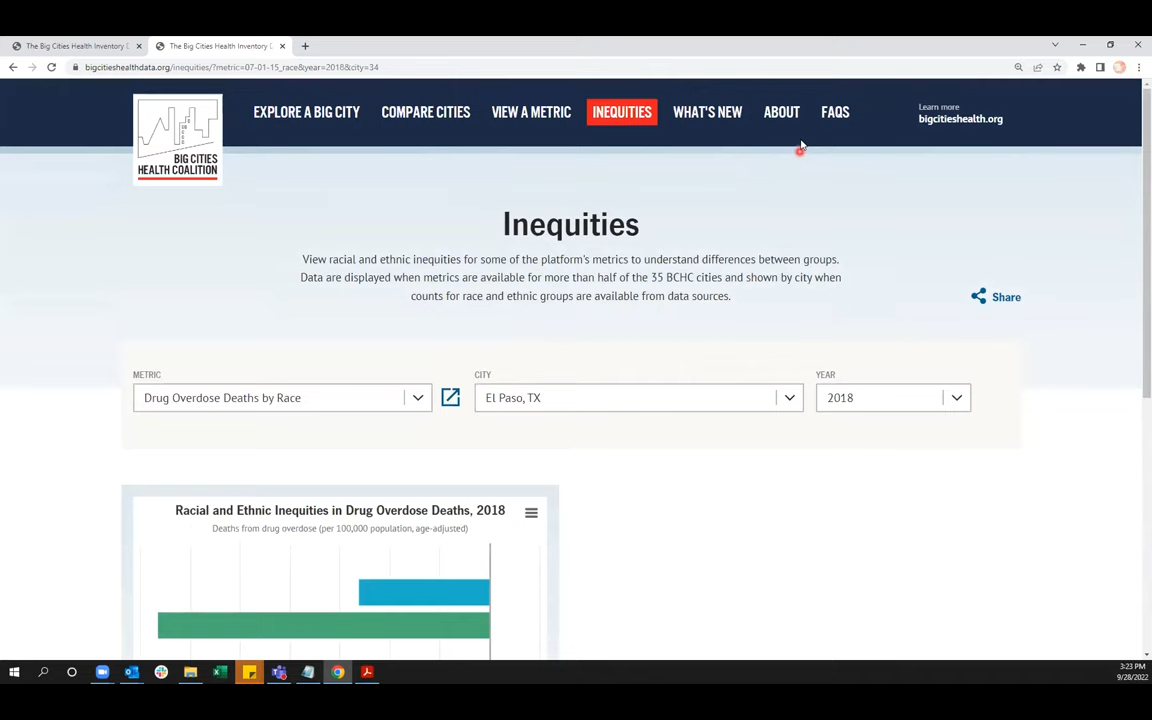 The Big Cities Health Inventory D
The Big Cities Health Inventory D
bigcitieshealthdata.org/inequities/?metric=07-01-15_race&year=2018&city=34
BIG CITIES
HEALTH COALITION
EXPLORE A BIG CITY
COMPARE CITIES
VIEW A METRIC
INEQUITIES
WHAT'S NEW
ABOUT
FAQS
Learn more
bigcitieshealth.org
Inequities
View racial and ethnic inequities for some of the platform's metrics to understand differences between groups.
Data are displayed when metrics are available for more than half of the 35 BCHC cities and shown by city when
counts for race and ethnic groups are available from data sources.
Share
METRIC
CITY
YEAR
Drug Overdose Deaths by Race
El Paso, TX
2018
Racial and Ethnic Inequities in Drug Overdose Deaths, 2018
Deaths from drug overdose (per 100,000 population, age-adjusted)
3:23 PM
9/28/2022